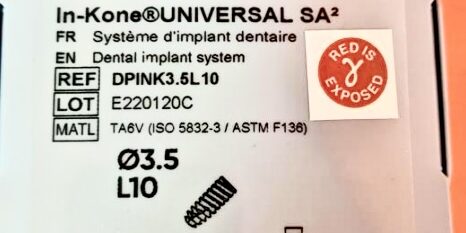 In-Kone®UNIVERSAL SA²
FR Système d'implant dentaire
EN Dental implant system
REF DPINK3.5L10
LOT E220120C
MATL TA6V (ISO 5832-3 / ASTM F136)
Ø3.5
L10
RED IS
γ
EXPOSED